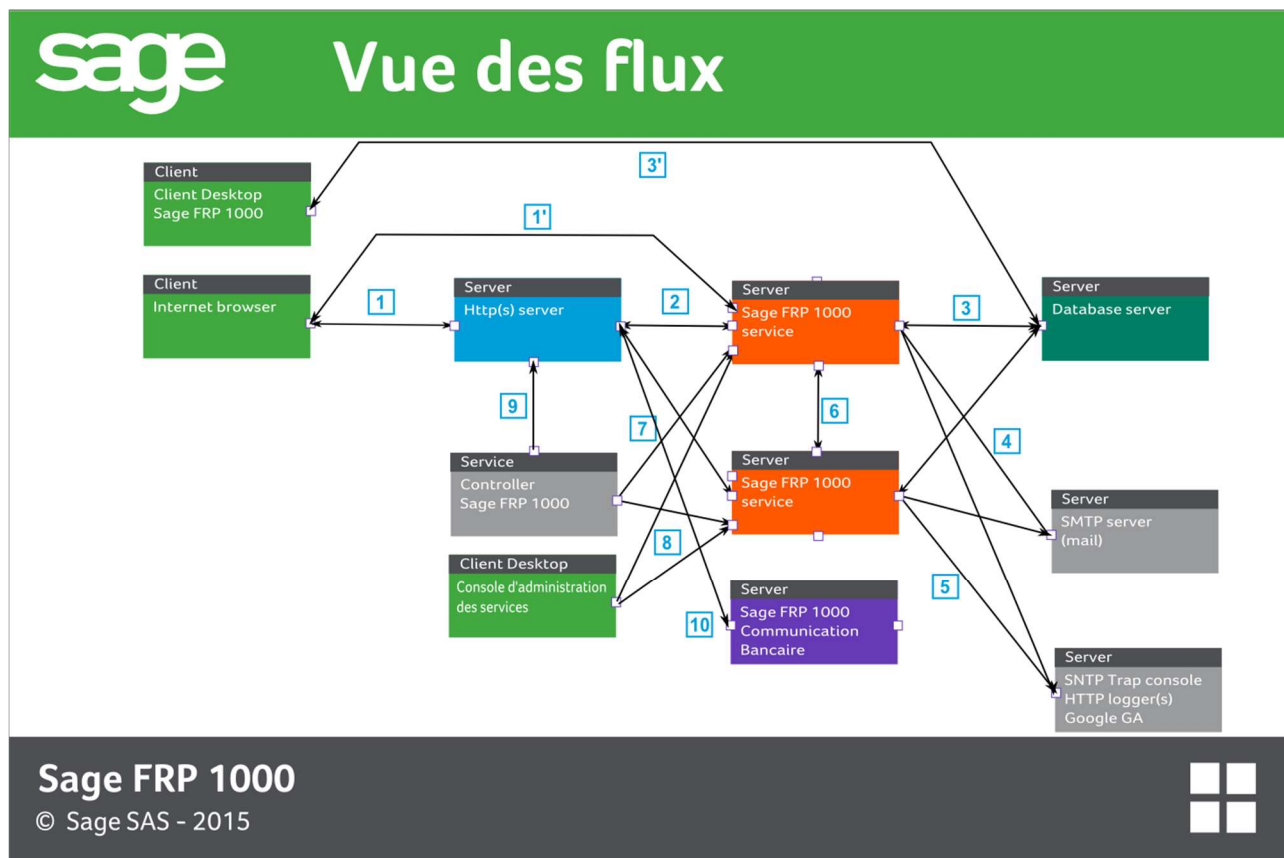 sage
Vue des flux
3'
Client
Client Desktop
Sage FRP 1000
1'
Client
Internet browser
1
Server
Http(s) server
2
Server
Sage FRP 1000
service
3
Server
Database server
9
7
6
4
Service
Controller
Sage FRP 1000
Server
Sage FRP 1000
service
Server
SMTP server
(mail)
8
Client Desktop
Console d'administration
des services
10
Server
Sage FRP 1000
Communication
Bancaire
5
Server
SNTP Trap console
HTTP logger(s)
Google GA
Sage FRP 1000
© Sage SAS - 2015